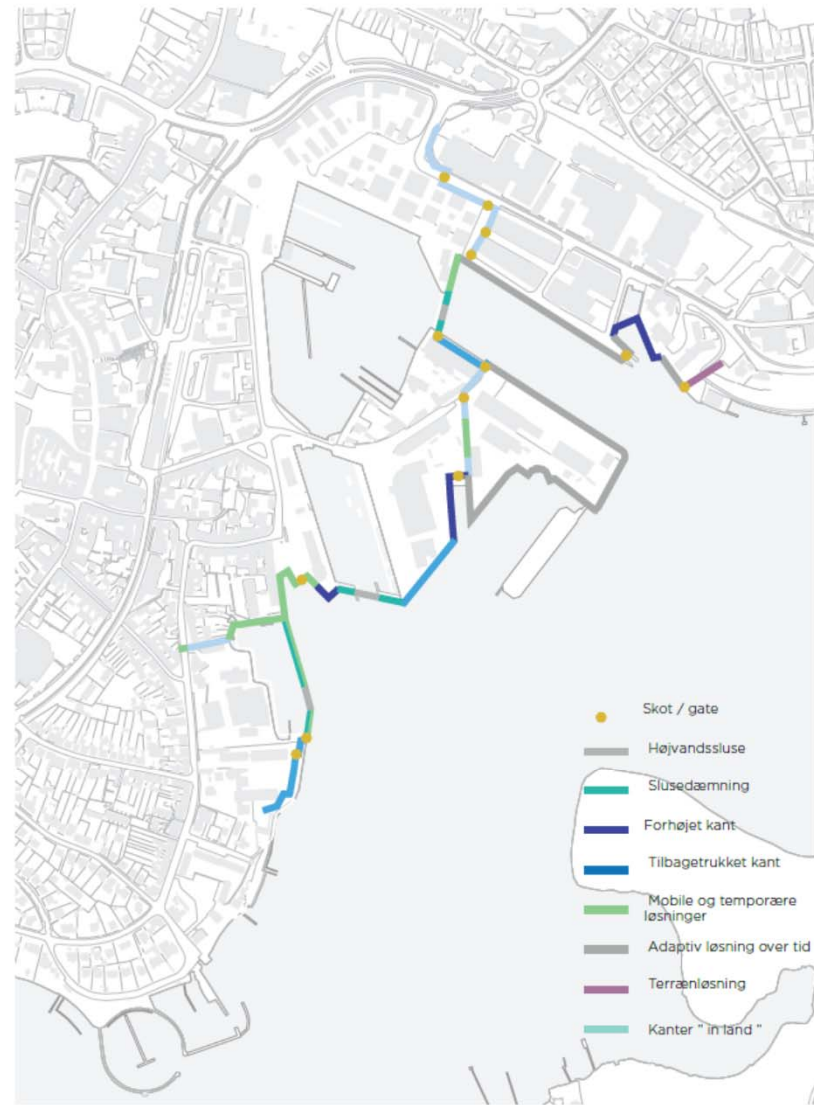 Skot / gate
Højvandssluse
Slusedæmning
Forhøjet kant
Tilbagetrukket kant
Mobile og temporære
løsninger
Adaptiv løsning over tid
Terrænløsning
Kanter " in land "